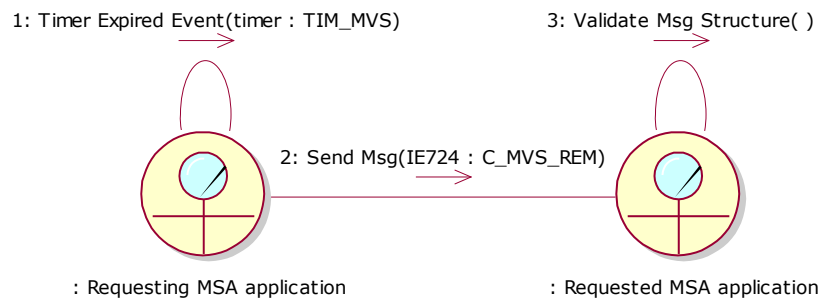 1: Timer Expired Event(timer : TIM_MVS)
3: Validate Msg Structure( )
2: Send Msg(IE724 : C_MVS_REM)
: Requesting MSA application
: Requested MSA application